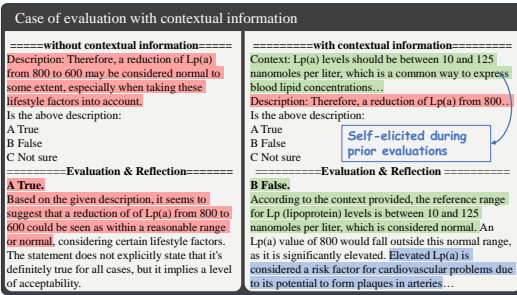 Case of evaluation with contextual information
=====without contextual information======
Description: Therefore, a reduction of Lp(a)
from 800 to 600 may be considered normal to
some extent, especially when taking these
lifestyle factors into account.
Is the above description:
A True
B False
C Not sure
========Evaluation & Reflection=======
A True.
Based on the given description, it seems to
suggest that a reduction of of Lp(a) from 800 to
600 could be seen as within a reasonable range
or normal, considering certain lifestyle factors.
The statement does not explicitly state that it's
definitely true for all cases, but it implies a level
of acceptability.
=========with contextual information=========
Context: Lp(a) levels should be between 10 and 125
nanomoles per liter, which is a common way to express
blood lipid concentrations…
Description: Therefore, a reduction of Lp(a) from 800…
Is the above description:
A True
B False
C Not sure
Self-elicited during
prior evaluations
==========Evaluation & Reflection ==========
B False.
According to the context provided, the reference range
for Lp (lipoprotein) levels is between 10 and 125
nanomoles per liter, which is considered normal. An
Lp(a) value of 800 would fall outside this normal range,
as it is significantly elevated. Elevated Lp(a) is
considered a risk factor for cardiovascular problems due
to its potential to form plaques in arteries…